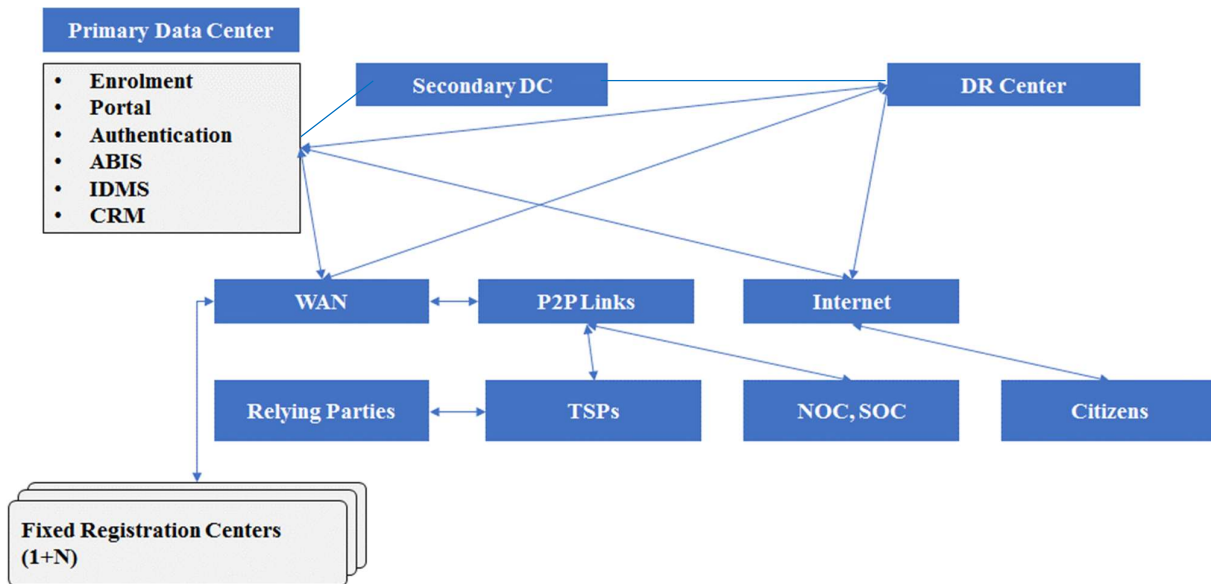 Primary Data Center
• Enrolment
• Portal
• Authentication
• ABIS
• IDMS
• CRM
Secondary DC
DR Center
WAN
P2P Links
Internet
Relying Parties
TSPs
NOC, SOC
Citizens
Fixed Registration Centers
(1+N)